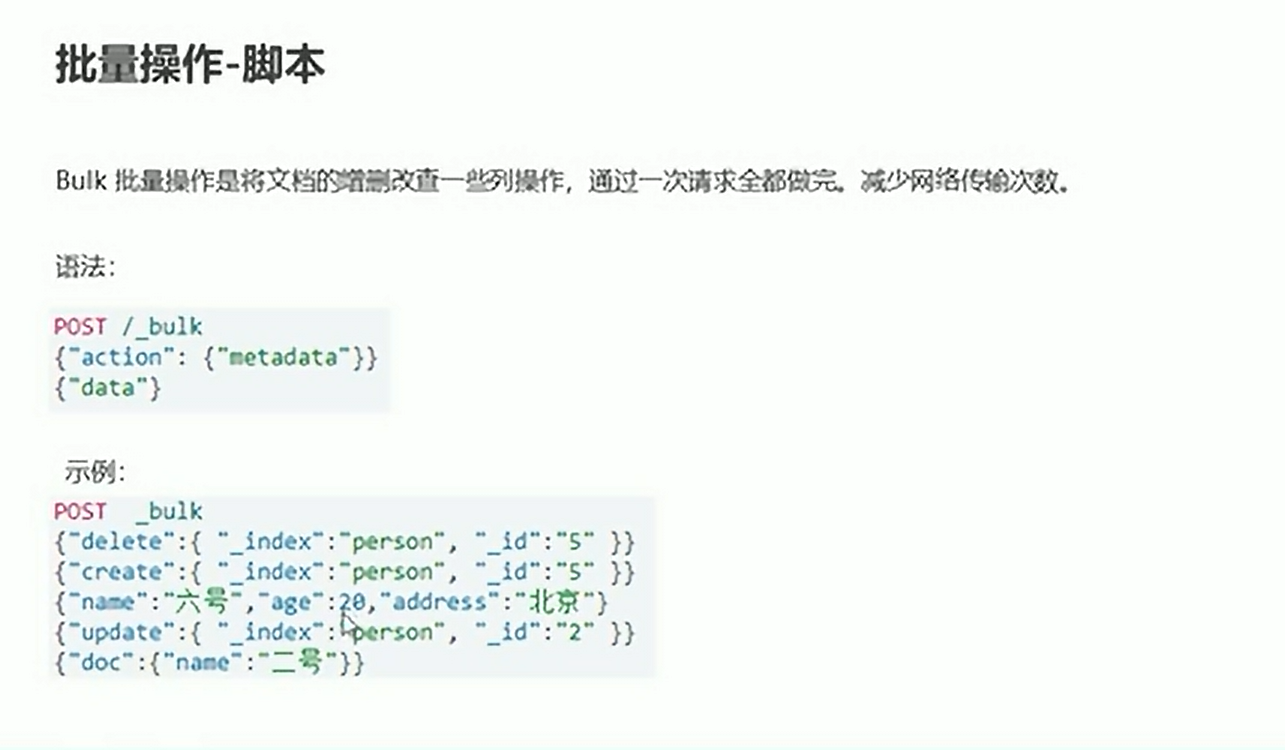 批量操作-脚本
Bulk 批量操作是将文档的增删改查一些列操作，通过一次请求全都做完。减少网络传输次数。
语法：
POST /_bulk
{"action": {"metadata"}}
{"data"}
示例：
POST  _bulk
{"delete":{ "_index":"person", "_id":"5" }}
{"create":{ "_index":"person", "_id":"5" }}
{"name":"六号","age":20,"address":"北京"}
{"update":{ "_index":"person", "_id":"2" }}
{"doc":{"name":"二号"}}